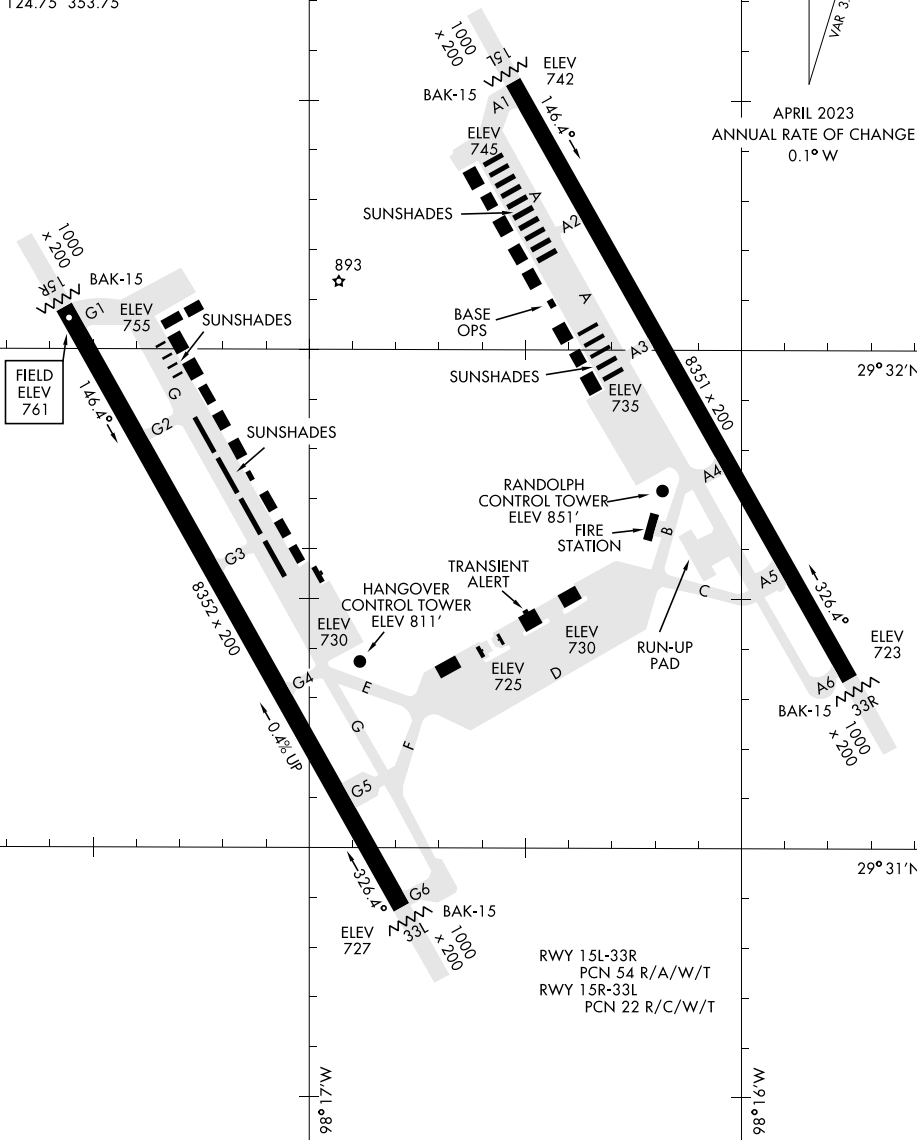 124.75 353.75
VAR 3.
APRIL 2023
ANNUAL RATE OF CHANGE
0.1° W
1000
× 200
15L
ELEV
742
BAK-15
A1
146.4°
ELEV
745
SUNSHADES
A
A2
893
1000
× 200
15R
BAK-15
G1
ELEV
755
SUNSHADES
A
BASE
OPS
A3
FIELD
ELEV
761
29° 32'N
SUNSHADES
ELEV
735
8351 × 200
146.4°
G
G2
SUNSHADES
A4
RANDOLPH
CONTROL TOWER
ELEV 851'
FIRE
STATION
B
G3
TRANSIENT
ALERT
C
A5
326.4°
8352 × 200
HANGOVER
CONTROL TOWER
ELEV 811'
ELEV
730
ELEV
730
RUN-UP
PAD
ELEV
723
ELEV
725
D
G4
E
A6
33R
BAK-15
1000
× 200
0.4% UP
G
F
G5
29° 31'N
326.4°
G6
BAK-15
33L
ELEV
727
1000
× 200
RWY 15L-33R
PCN 54 R/A/W/T
RWY 15R-33L
PCN 22 R/C/W/T
98° 17'W
98° 16'W